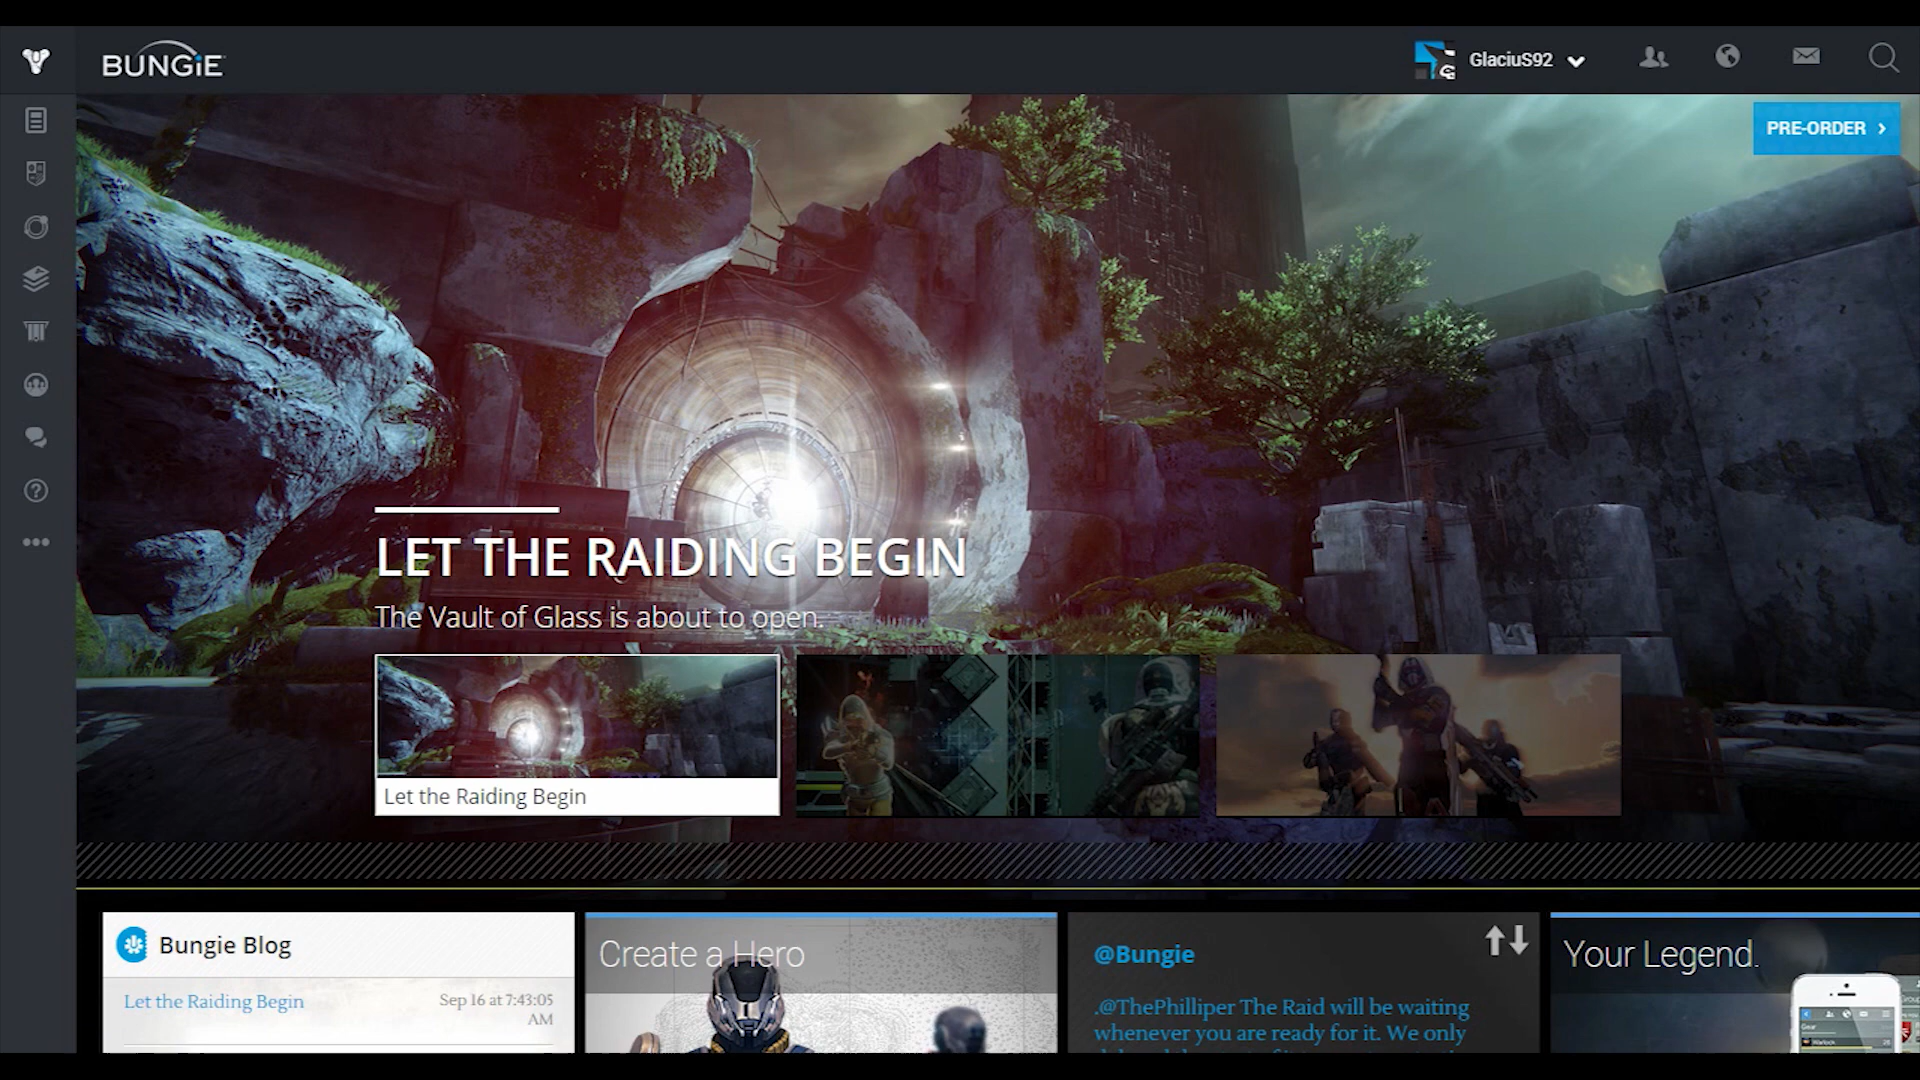 BUNGiE
GlaciuS92
PRE-ORDER
LET THE RAIDING BEGIN
The Vault of Glass is about to open.
Let the Raiding Begin
Bungie Blog
Let the Raiding Begin
Sep 16 at 7:43:05
AM
Create a Hero
@Bungie
.@ThePhilliper The Raid will be waiting
whenever you are ready for it. We only
Your Legend.
Gear
Warlock